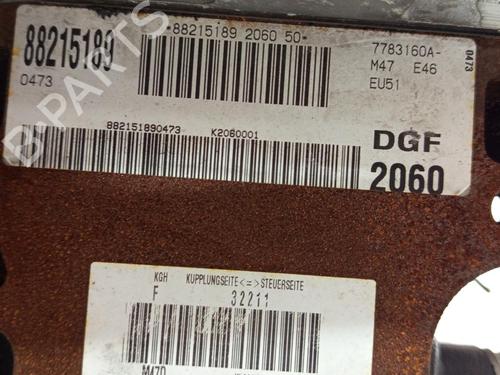 88215189
0473
-88215189 2060 50-
7783160A-
M47 E46
EU51
0473
882151890473 K2060001
DGF
2060
KGH KUPPLUNGSEITE<=>STEUERSEITE
F 32211
M47D
B-PARTS